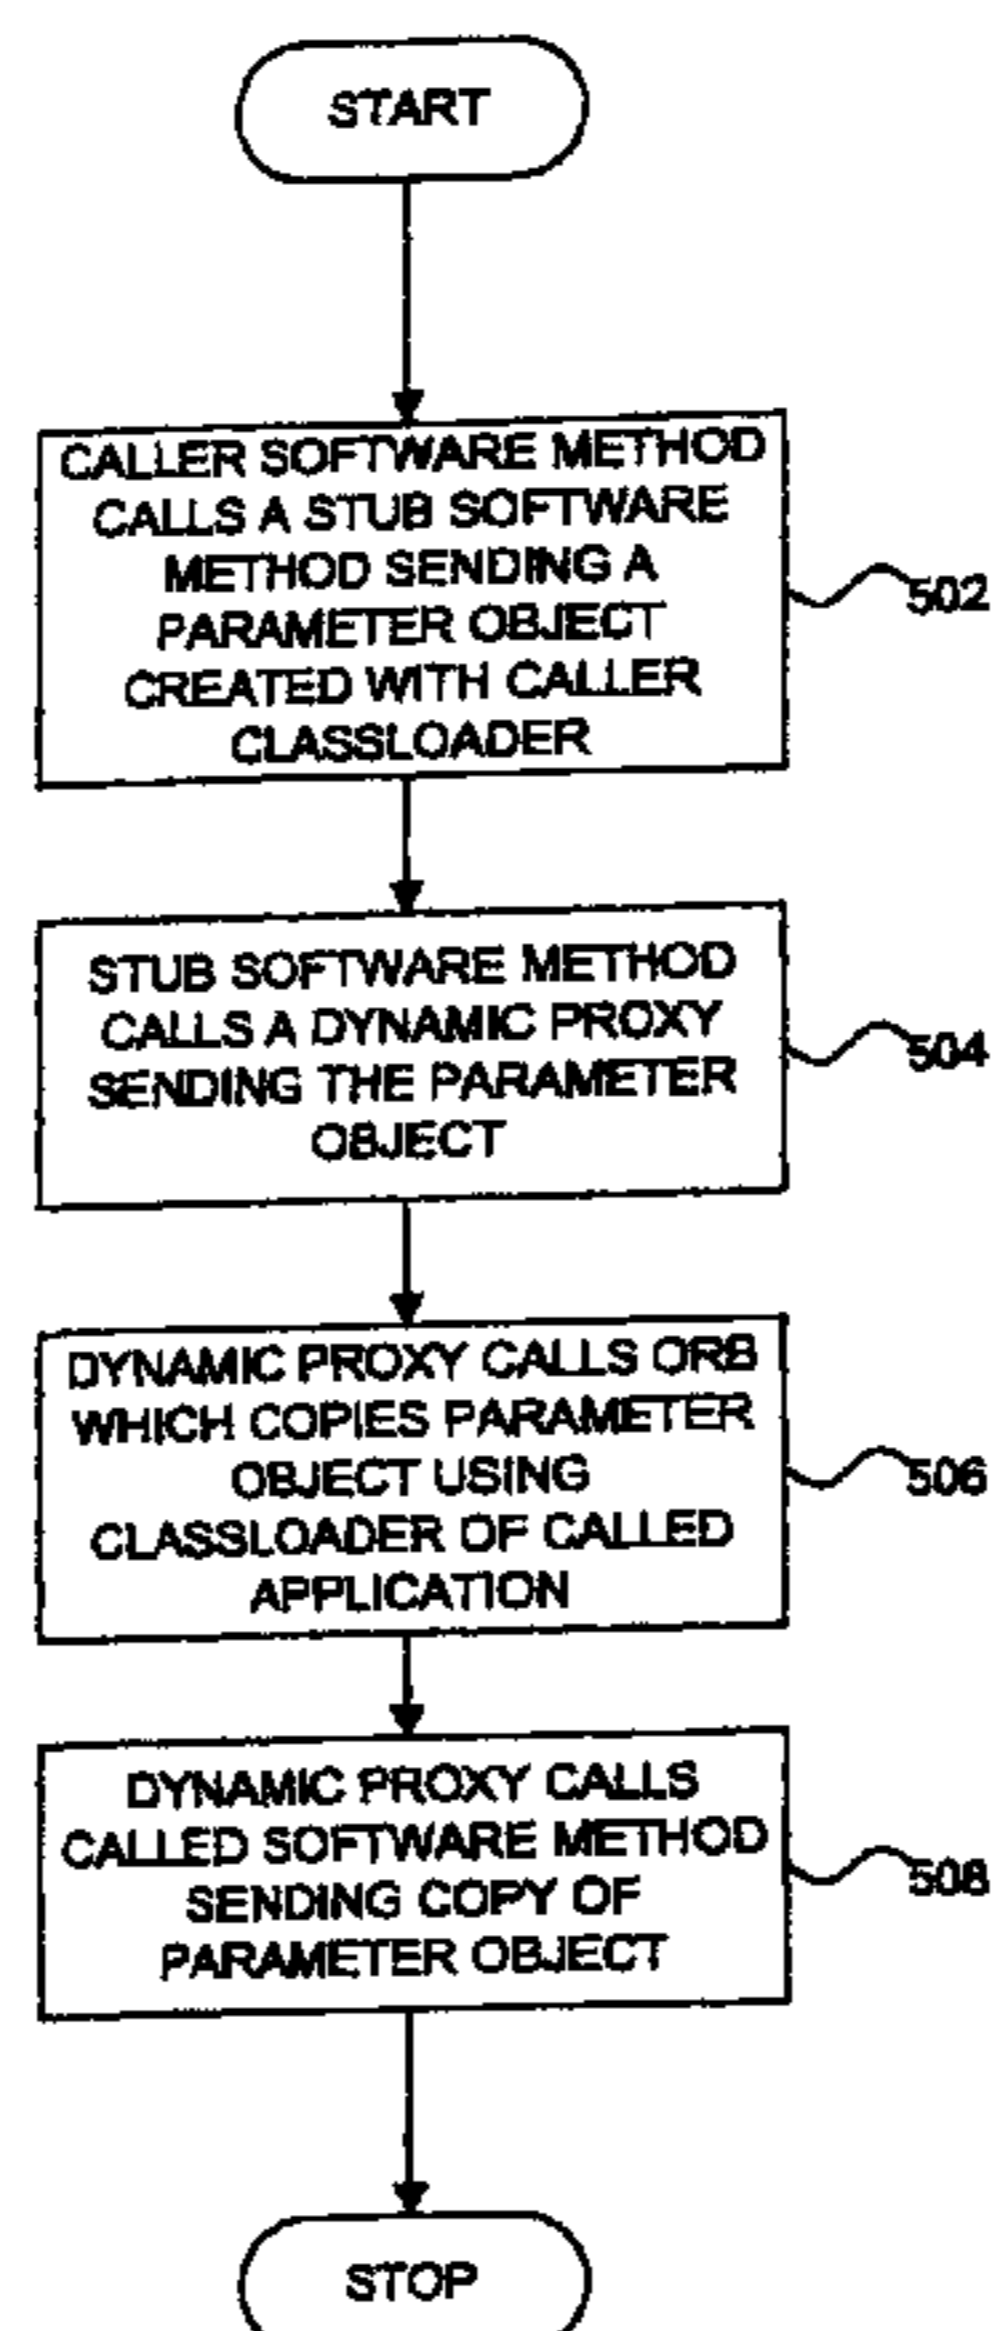 START
CALLER SOFTWARE METHOD
CALLS A STUB SOFTWARE
METHOD SENDING A
PARAMETER OBJECT
CREATED WITH CALLER
CLASSLOADER
502
STUB SOFTWARE METHOD
CALLS A DYNAMIC PROXY
SENDING THE PARAMETER
OBJECT
504
DYNAMIC PROXY CALLS ORB
WHICH COPIES PARAMETER
OBJECT USING
CLASSLOADER OF CALLED
APPLICATION
506
DYNAMIC PROXY CALLS
CALLED SOFTWARE METHOD
SENDING COPY OF
PARAMETER OBJECT
508
STOP